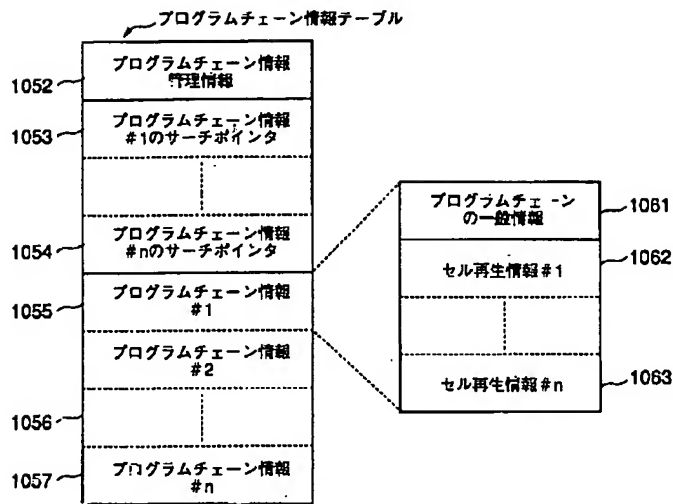 プログラムチェーン情報テーブル
1052
プログラムチェーン情報
管理情報
1053
プログラムチェーン情報
#1のサーチポインタ
1054
プログラムチェーン情報
#nのサーチポインタ
1055
プログラムチェーン情報
#1
プログラムチェーン情報
#2
1056
1057
プログラムチェーン情報
#n
プログラムチェーン
の一般情報
1061
セル再生情報#1
1062
セル再生情報#n
1063